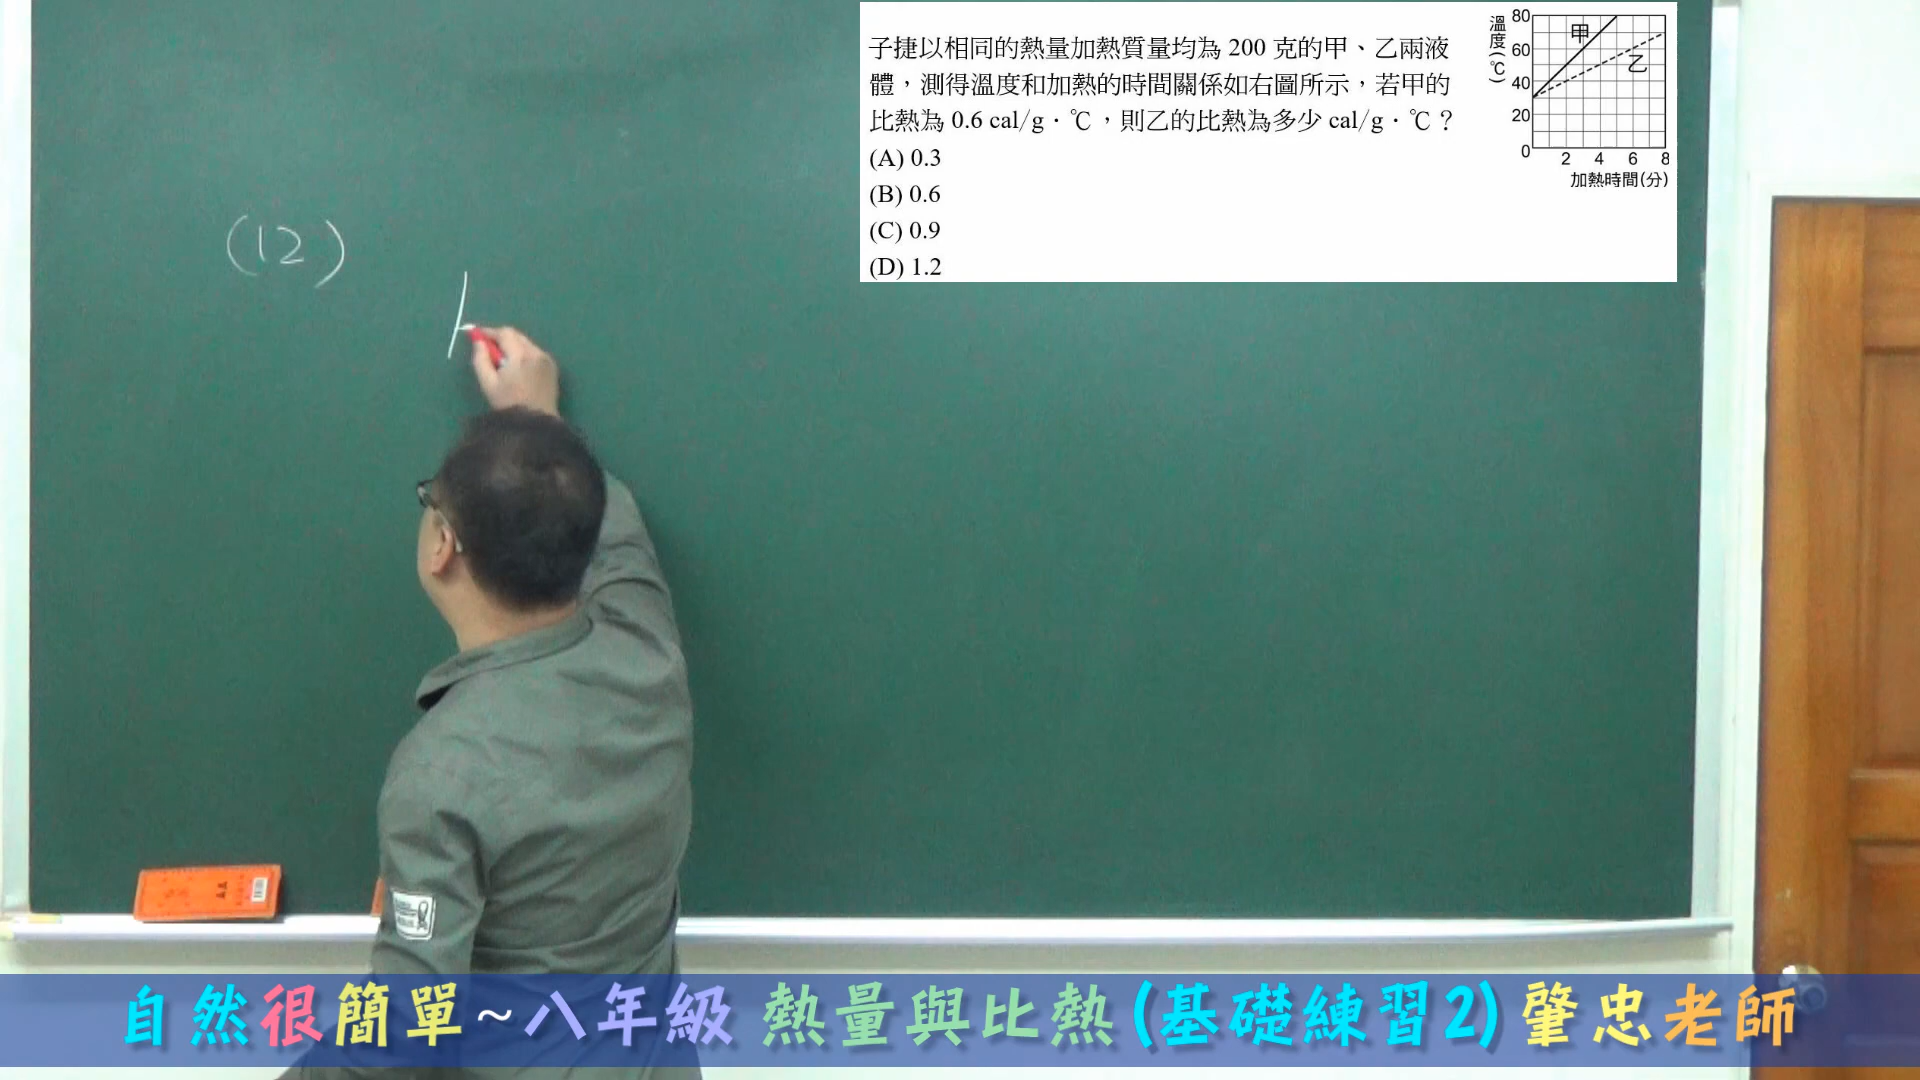 子捷以相同的熱量加熱質量均為 200 克的甲、乙兩液
體,測得溫度和加熱的時間關係如右圖所示,若甲的
比熱為 0.6 cal/g.℃,則乙的比熱為多少 cal/g.℃?
(A) 0.3
(B) 0.6
(C) 0.9
(D) 1.2
溫度(℃)
80
60
40
20
0
甲
乙
2 4 6 8
加熱時間(分)
(12)
自然很簡單~八年級 熱量與比熱(基礎練習2) 肇忠老師